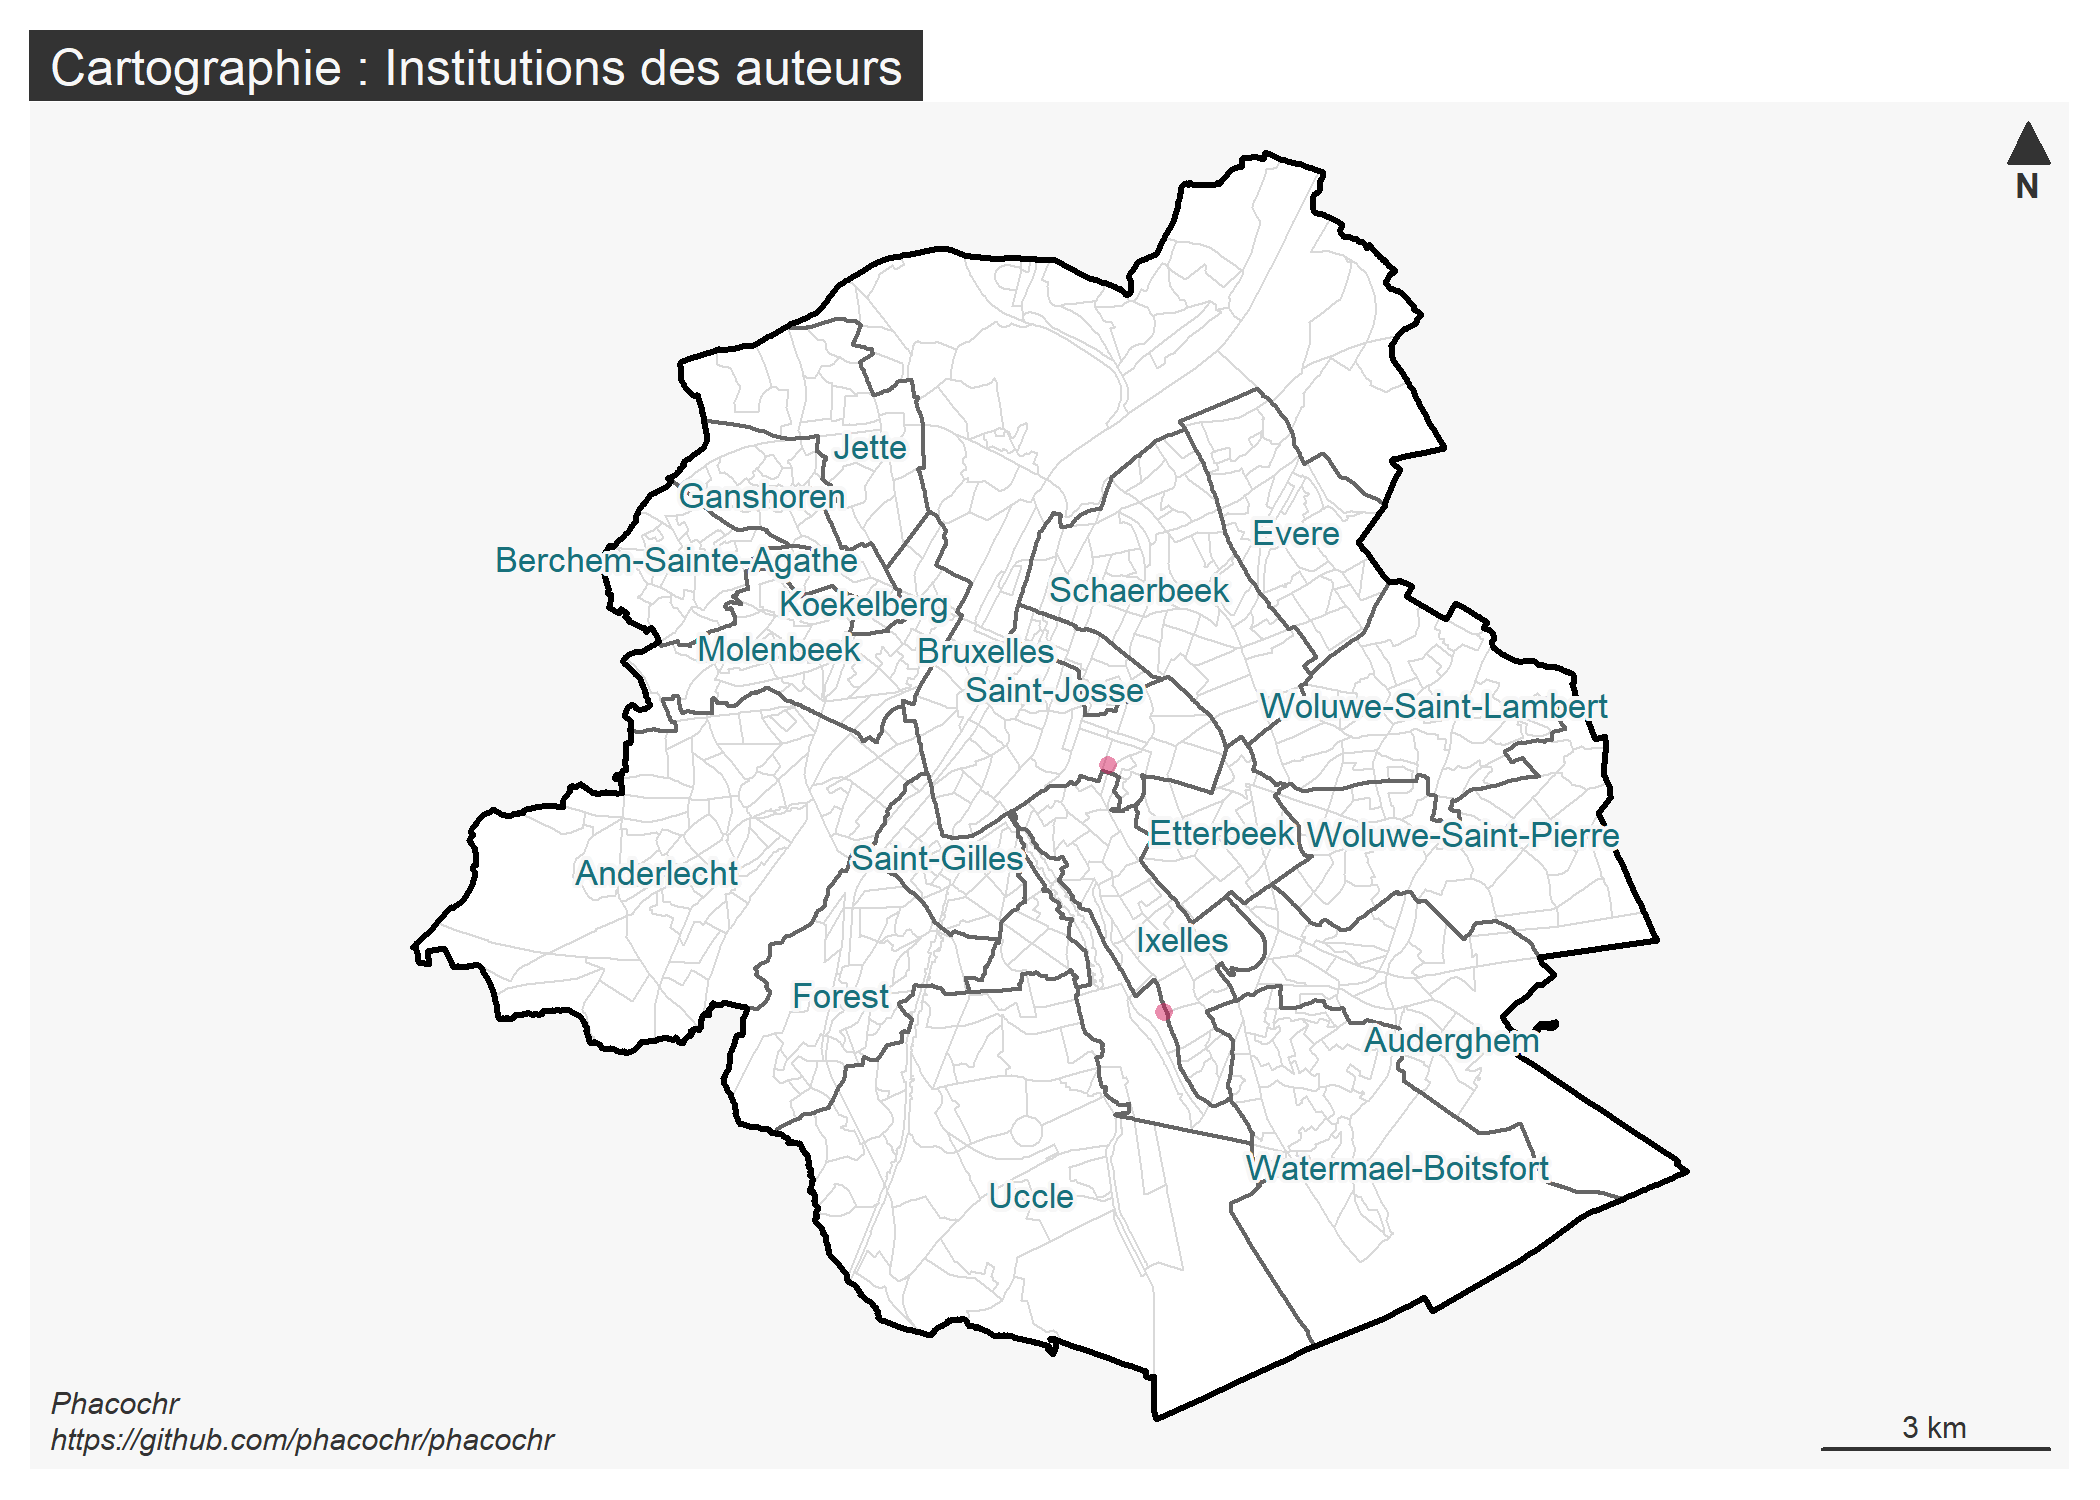 Cartographie : Institutions des auteurs
N
Jette
Ganshoren
Evere
Berchem-Sainte-Agathe
Schaerbeek
Koekelberg
Molenbeek
Bruxelles
Saint-Josse
Woluwe-Saint-Lambert
Etterbeek
Woluwe-Saint-Pierre
Saint-Gilles
Anderlecht
Ixelles
Forest
Auderghem
Watermael-Boitsfort
Uccle
Phacochr
https://github.com/phacochr/phacochr
3 km